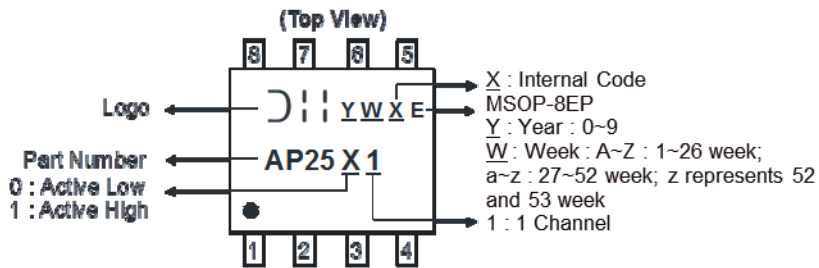 (Top View)
8 7 6 5
Logo
Y W X E
X : Internal Code
MSOP-8EP
Y : Year : 0~9
W : Week : A~Z : 1~26 week;
a~z : 27~52 week; z represents 52
and 53 week
1 : 1 Channel
Part Number
AP25 X 1
0 : Active Low
1 : Active High
1 2 3 4